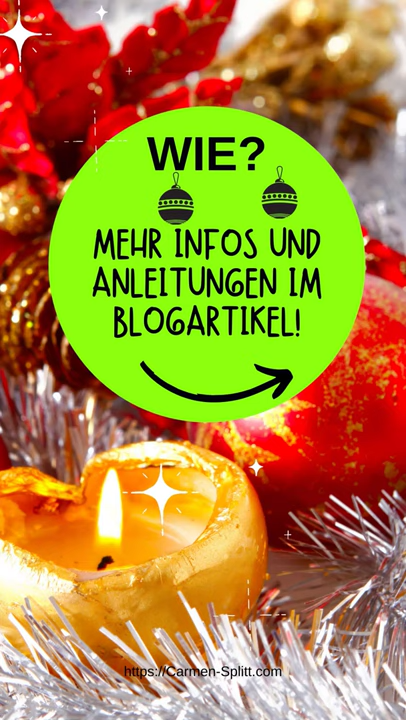 WIE?
MEHR INFOS UND
ANLEITUNGEN IM
BLOGARTIKEL!
https://Carmen-Splitt.com